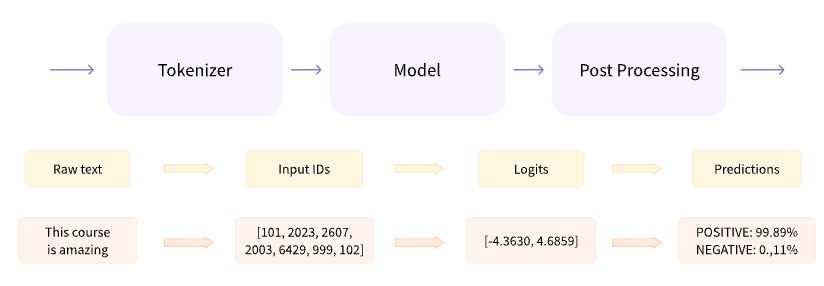 Tokenizer
Model
Post Processing
Raw text
Input IDs
Logits
Predictions
This course
is amazing
[101, 2023, 2607,
2003, 6429, 999, 102]
[-4.3630, 4.6859]
POSITIVE: 99.89%
NEGATIVE: 0.,11%